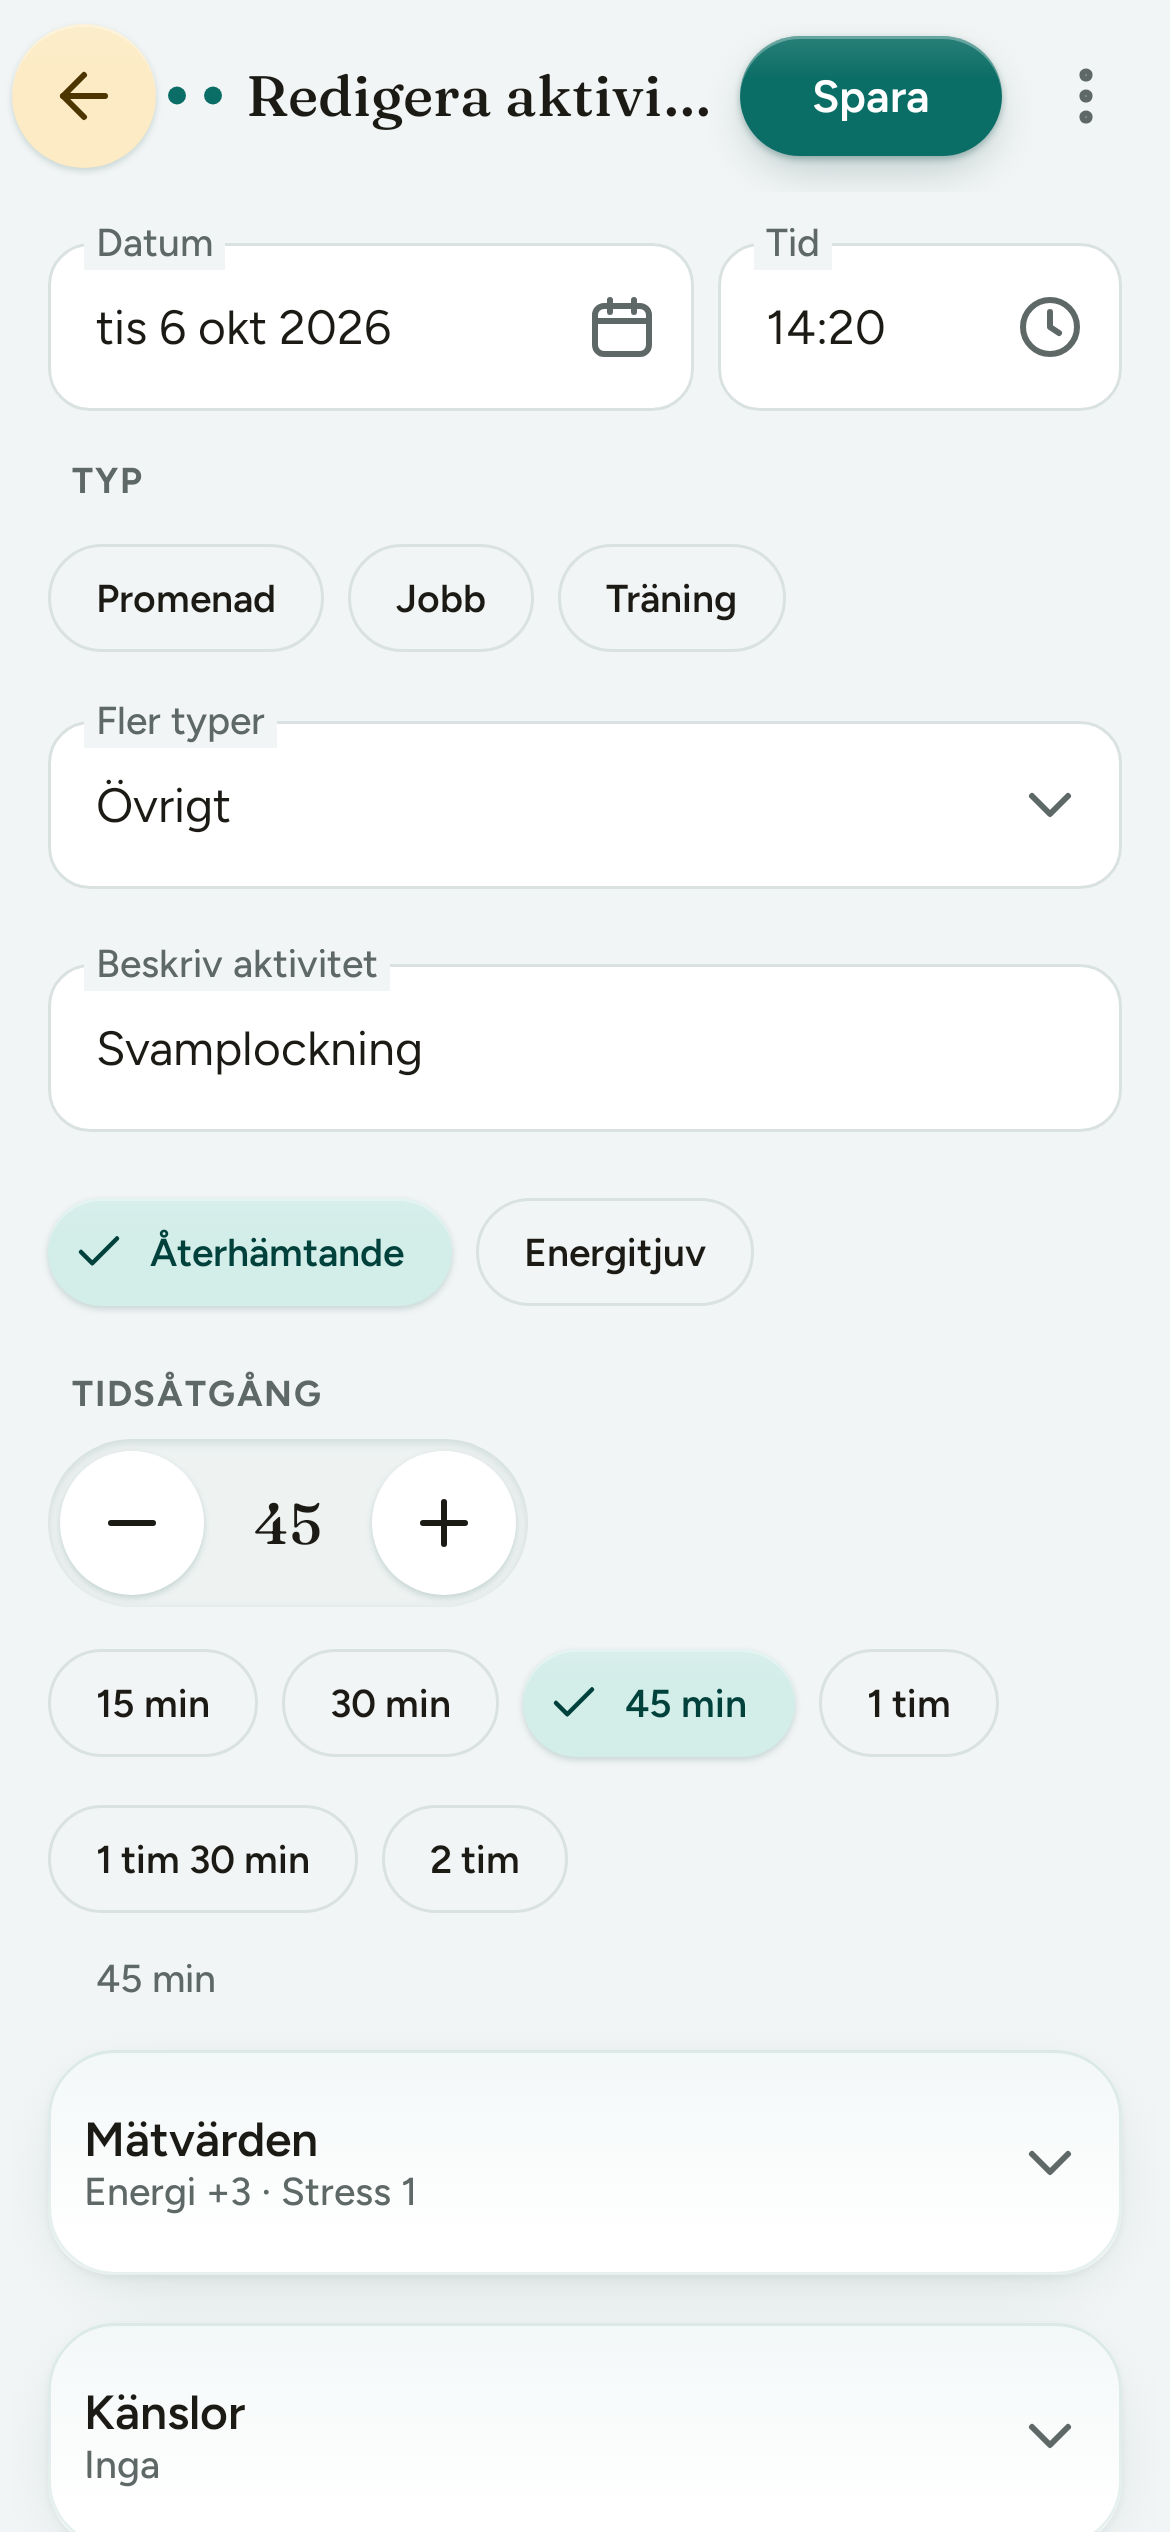 Redigera aktivi...
Spara
Datum
Tid
tis 6 okt 2026
14:20
TYP
Promenad
Jobb
Träning
Fler typer
Övrigt
Beskriv aktivitet
Svamplockning
Återhämtande
Energitjuv
TIDSÅTGÅNG
45
15 min
30 min
45 min
1 tim
1 tim 30 min
2 tim
45 min
Mätvärden
Energi +3 · Stress 1
Känslor
Inga